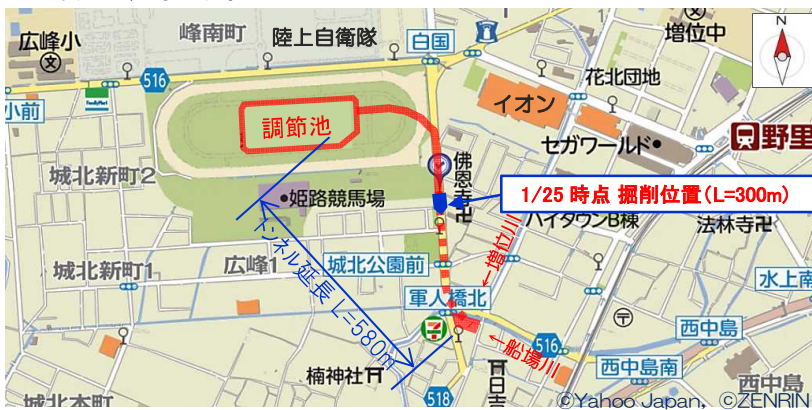 広峰小
峰南町
陸上自衛隊
白国
増位中
N
516
FamilyMart
小前
調節池
イオン
花北団地
セガワールド
野里
佛恩寺
城北新町2
姫路競馬場
1/25 時点 掘削位置(L=300m)
ハイタウンB棟
法林寺
←増位川
城北新町1
広峰1
城北公園前
トンネル延長 L=580m
水上南
軍人橋北
516
西中島
←船場川
楠神社
日吉
西中島南
西中島
城北本町
518
©Yahoo Japan, ©ZENRIN